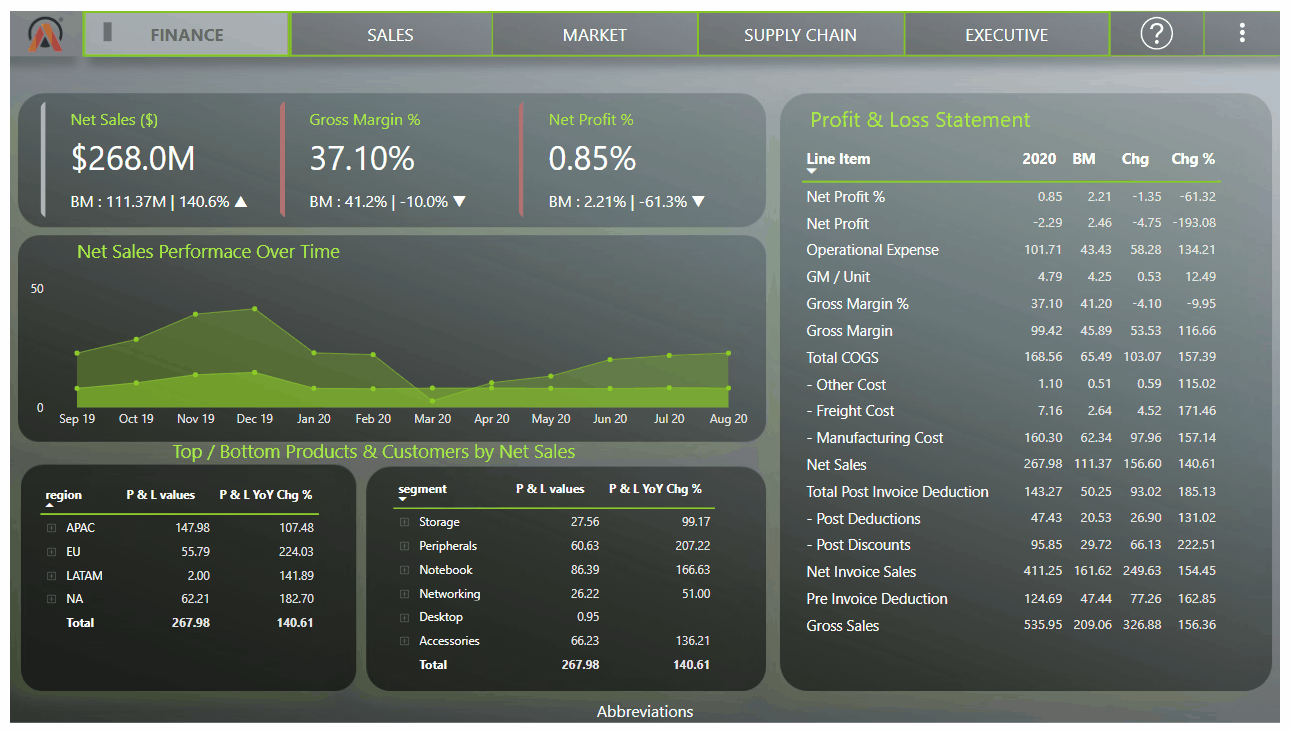 FINANCE SALES MARKET SUPPLY CHAIN EXECUTIVE ?
Net Sales ($) Gross Margin % Net Profit %
$268.0M 37.10% 0.85%
BM : 111.37M | 140.6% ▲ BM : 41.2% | -10.0% ▼ BM : 2.21% | -61.3% ▼
Net Sales Performace Over Time
50
0
Sep 19 Oct 19 Nov 19 Dec 19 Jan 20 Feb 20 Mar 20 Apr 20 May 20 Jun 20 Jul 20 Aug 20
Top / Bottom Products & Customers by Net Sales
region P & L values P & L YoY Chg %
APAC 147.98 107.48
EU 55.79 224.03
LATAM 2.00 141.89
NA 62.21 182.70
Total 267.98 140.61
segment P & L values P & L YoY Chg %
Storage 27.56 99.17
Peripherals 60.63 207.22
Notebook 86.39 166.63
Networking 26.22 51.00
Desktop 0.95
Accessories 66.23 136.21
Total 267.98 140.61
Profit & Loss Statement
Line Item 2020 BM Chg Chg %
Net Profit % 0.85 2.21 -1.35 -61.32
Net Profit -2.29 2.46 -4.75 -193.08
Operational Expense 101.71 43.43 58.28 134.21
GM / Unit 4.79 4.25 0.53 12.49
Gross Margin % 37.10 41.20 -4.10 -9.95
Gross Margin 99.42 45.89 53.53 116.66
Total COGS 168.56 65.49 103.07 157.39
- Other Cost 1.10 0.51 0.59 115.02
- Freight Cost 7.16 2.64 4.52 171.46
- Manufacturing Cost 160.30 62.34 97.96 157.14
Net Sales 267.98 111.37 156.60 140.61
Total Post Invoice Deduction 143.27 50.25 93.02 185.13
- Post Deductions 47.43 20.53 26.90 131.02
- Post Discounts 95.85 29.72 66.13 222.51
Net Invoice Sales 411.25 161.62 249.63 154.45
Pre Invoice Deduction 124.69 47.44 77.26 162.85
Gross Sales 535.95 209.06 326.88 156.36
Abbreviations